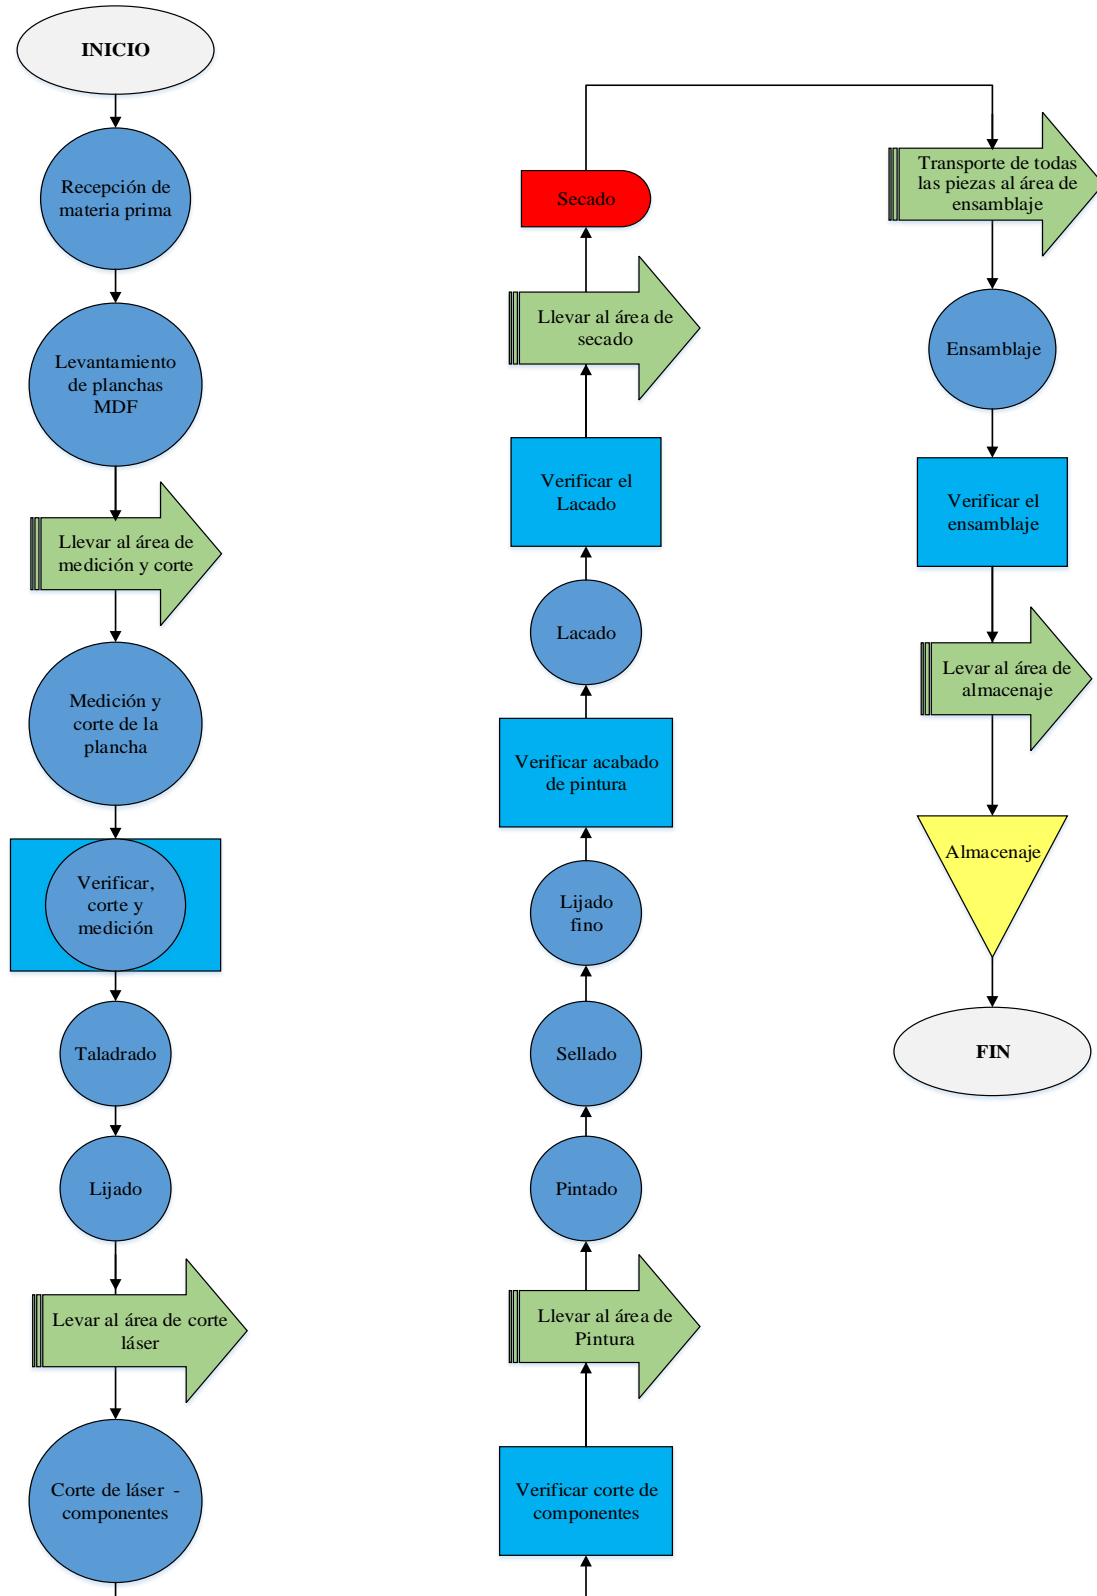 INICIO
Recepción de
materia prima
Levantamiento
de planchas
MDF
Llevar al área de
medición y corte
Medición y
corte de la
plancha
Verificar,
corte y
medición
Taladrado
Lijado
Levar al área de corte
láser
Corte de láser -
componentes
Verificar corte de
componentes
Llevar al área de
Pintura
Pintado
Sellado
Lijado
fino
Verificar acabado
de pintura
Lacado
Verificar el
Lacado
Llevar al área de
secado
Secado
Transporte de todas
las piezas al área de
ensamblaje
Ensamblaje
Verificar el
ensamblaje
Levar al área de
almacenaje
Almacenaje
FIN